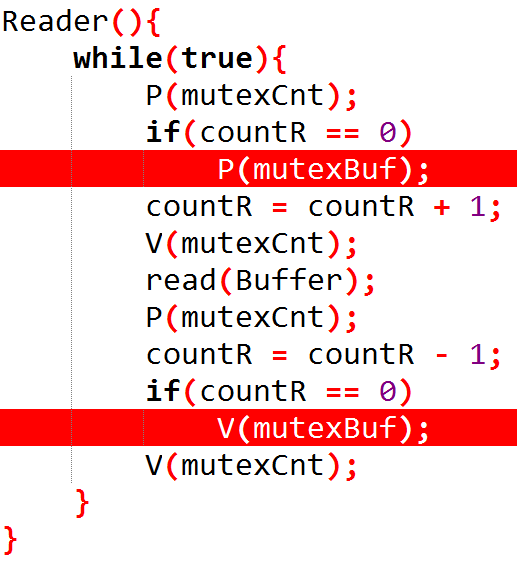 Reader(){
    while(true){
        P(mutexCnt);
        if(countR == 0)
            P(mutexBuf);
        countR = countR + 1;
        V(mutexCnt);
        read(Buffer);
        P(mutexCnt);
        countR = countR - 1;
        if(countR == 0)
            V(mutexBuf);
        V(mutexCnt);
    }
}